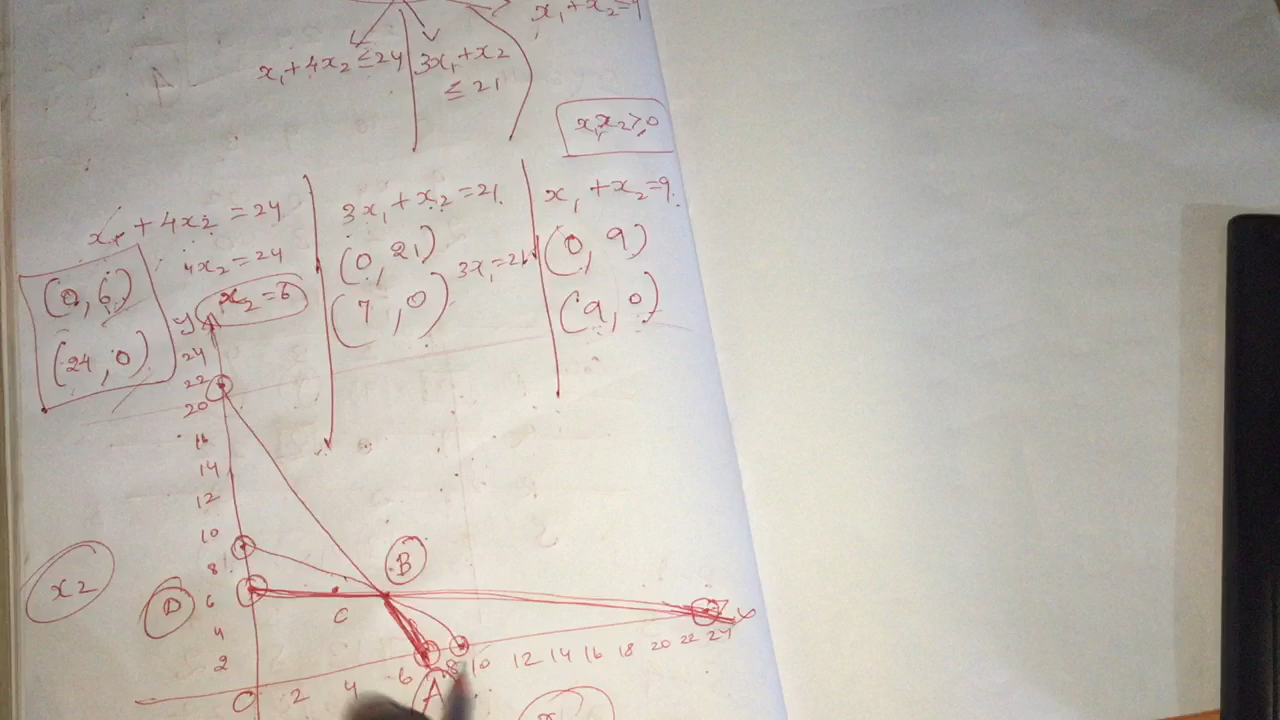 x₁+x₂=9
x₁+4x₂ ≤24
3x₁+x₂
≤ 21
x₁x₂≥0
x₁+4x₂ =24
4x₂=24
x₂=6
(0,6)
(24,0)
3x₁+x₂=21
(0,21)
3x₁=21
(7,0)
x₁+x₂=9
(0,9)
(9,0)
y
24
22
20
16
14
12
10
8
6
4
2
x2
D
C
B
A
O
2
4
6
8
10
12
14
16
18
20
22
24
x